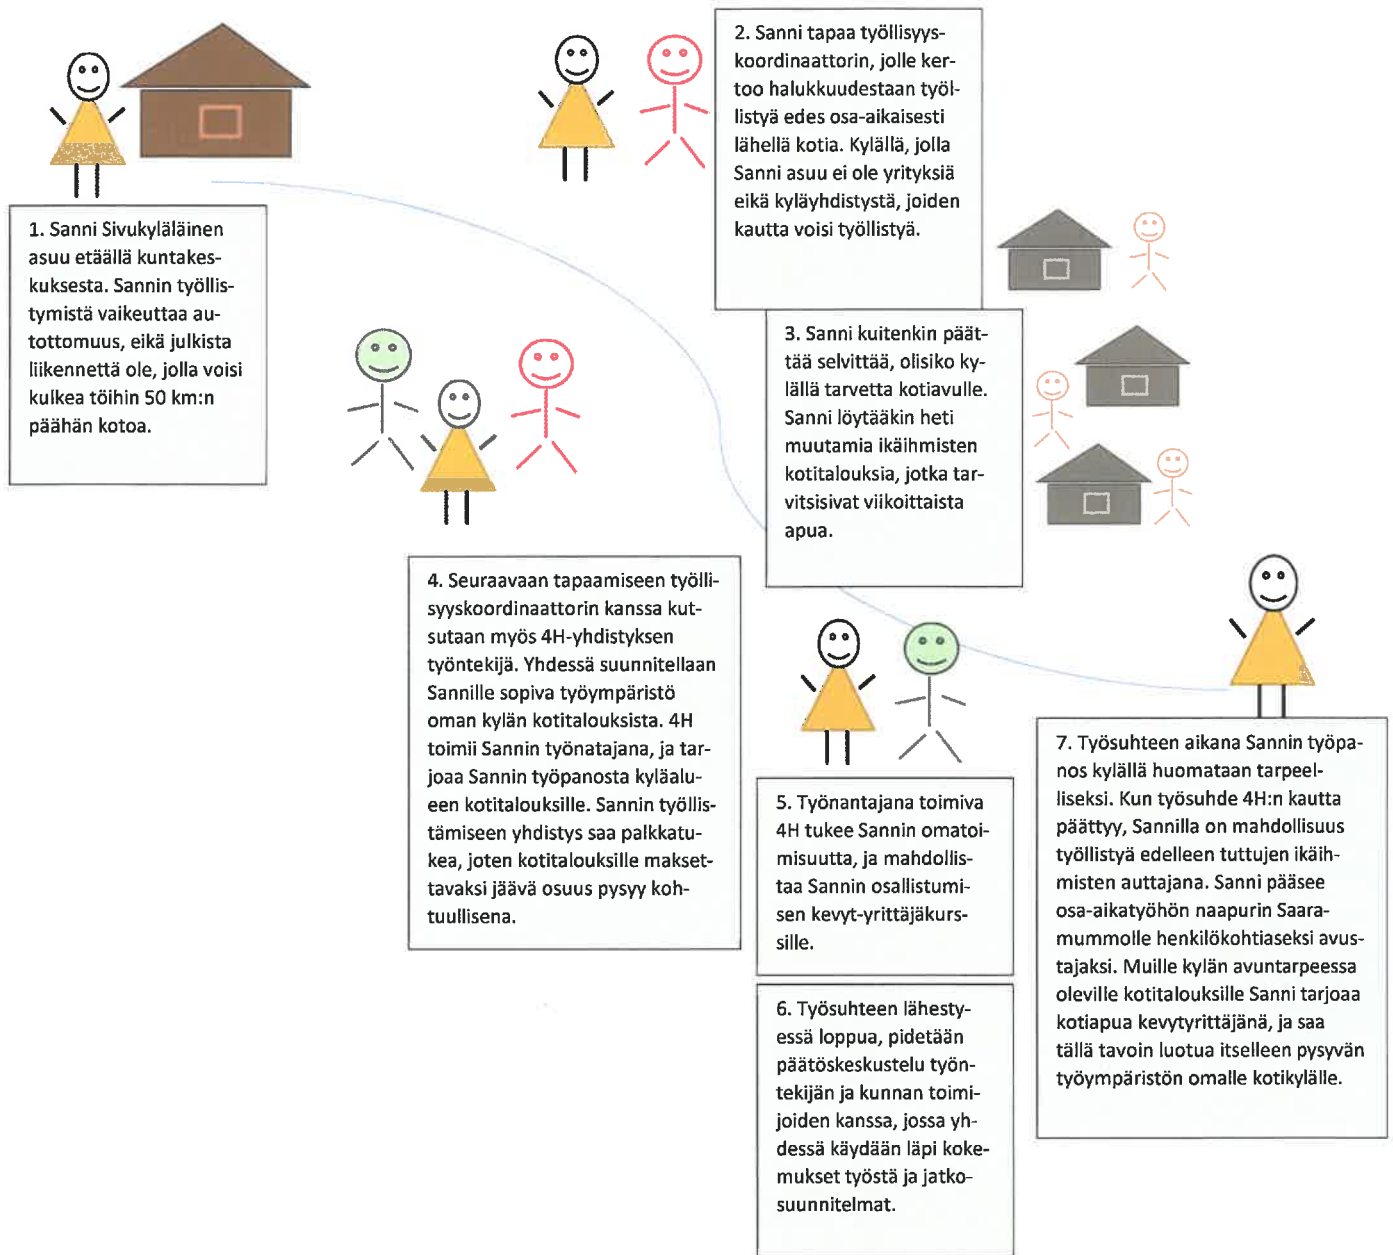 1. Sanni Sivukyläläinen
asuu etäällä kuntakes-
kuksesta. Sannin työllis-
tymistä vaikeuttaa au-
tottomuus, eikä julkista
liikennettä ole, jolla voisi
kulkea töihin 50 km:n
päähän kotoa.
2. Sanni tapaa työllisyys-
koordinaattorin, jolle ker-
too halukkuudestaan työl-
listyä edes osa-aikaisesti
lähellä kotia. Kylällä, jolla
Sanni asuu ei ole yrityksiä
eikä kyläyhdistystä, joiden
kautta voisi työllistyä.
3. Sanni kuitenkin päät-
tää selvittää, olisiko ky-
lällä tarvetta kotiavulle.
Sanni löytääkin heti
muutamia ikäihmisten
kotitalouksia, jotka tar-
vitsisivat viikoittaista
apua.
4. Seuraavaan tapaamiseen työlli-
syyskoordinaattorin kanssa kut-
sutaan myös 4H-yhdistyksen
työntekijä. Yhdessä suunnitellaan
Sannille sopiva työympäristö
oman kylän kotitalouksista. 4H
toimii Sannin työnatajana, ja tar-
joaa Sannin työpanosta kyläalu-
een kotitalouksille. Sannin työllis-
tämiseen yhdistys saa palkkatu-
kea, joten kotitalouksille makset-
tavaksi jäävä osuus pysyy koh-
tuullisena.
5. Työnantajana toimiva
4H tukee Sannin omatoi-
misuutta, ja mahdollis-
taa Sannin osallistumi-
sen kevyt-yrittäjäkurs-
sille.
6. Työsuhteen lähesty-
essä loppua, pidetään
päätöskeskustelu työn-
tekijän ja kunnan toimi-
joiden kanssa, jossa yh-
dessä käydään läpi koke-
mukset työstä ja jatko-
suunnitelmat.
7. Työsuhteen aikana Sannin työpa-
nos kylällä huomataan tarpeel-
liseksi. Kun työsuhde 4H:n kautta
päättyy, Sannilla on mahdollisuus
työllistyä edelleen tuttujen ikäih-
misten auttajana. Sanni pääsee
osa-aikatyöhön naapurin Saara-
mummolle henkilökohtiaseksi avus-
tajaksi. Muille kylän avuntarpeessa
oleville kotitalouksille Sanni tarjoaa
kotiapua kevytyrittäjänä, ja saa
tällä tavoin luotua itselleen pysyvän
työympäristön omalle kotikylälle.